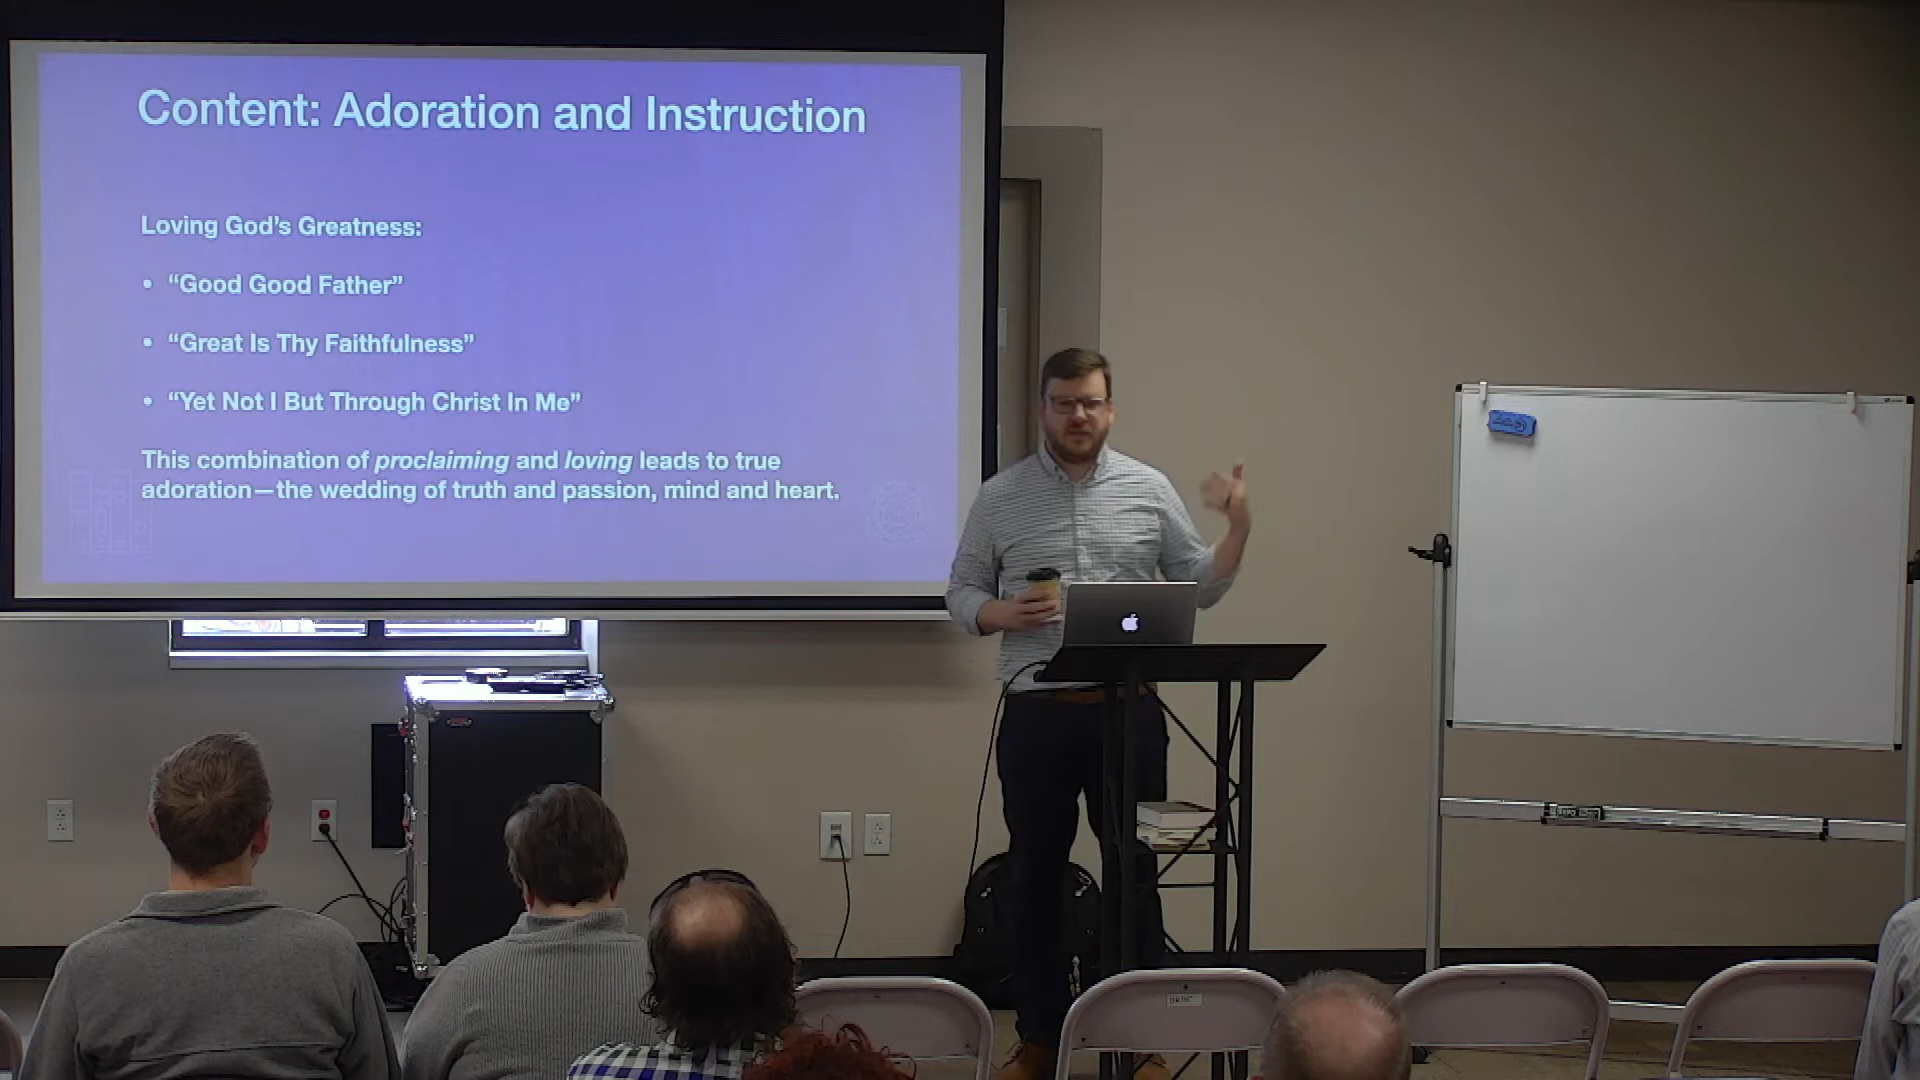 Content: Adoration and Instruction
Loving God’s Greatness:
• “Good Good Father”
• “Great Is Thy Faithfulness”
• “Yet Not I But Through Christ In Me”
This combination of proclaiming and loving leads to true
adoration—the wedding of truth and passion, mind and heart.